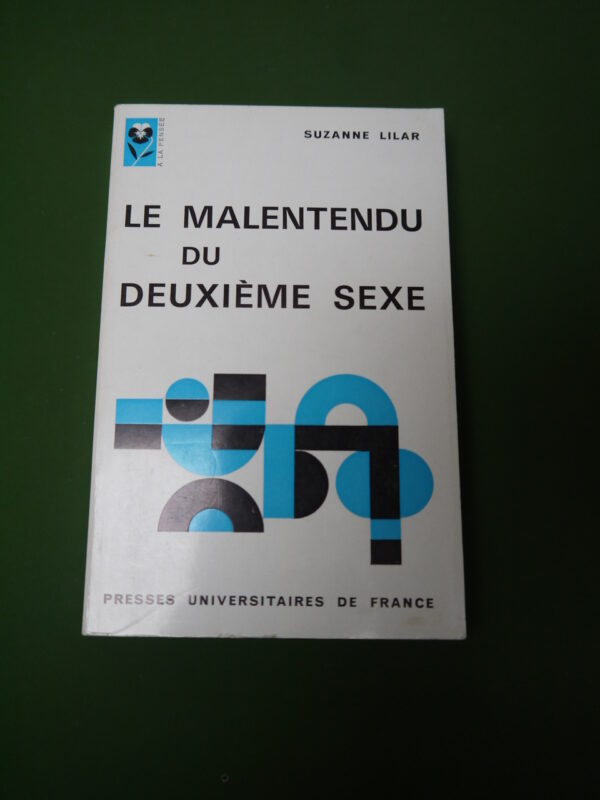 A LA PENSÉE
SUZANNE LILAR
LE MALENTENDU
DU
DEUXIÈME SEXE
PRESSES UNIVERSITAIRES DE FRANCE